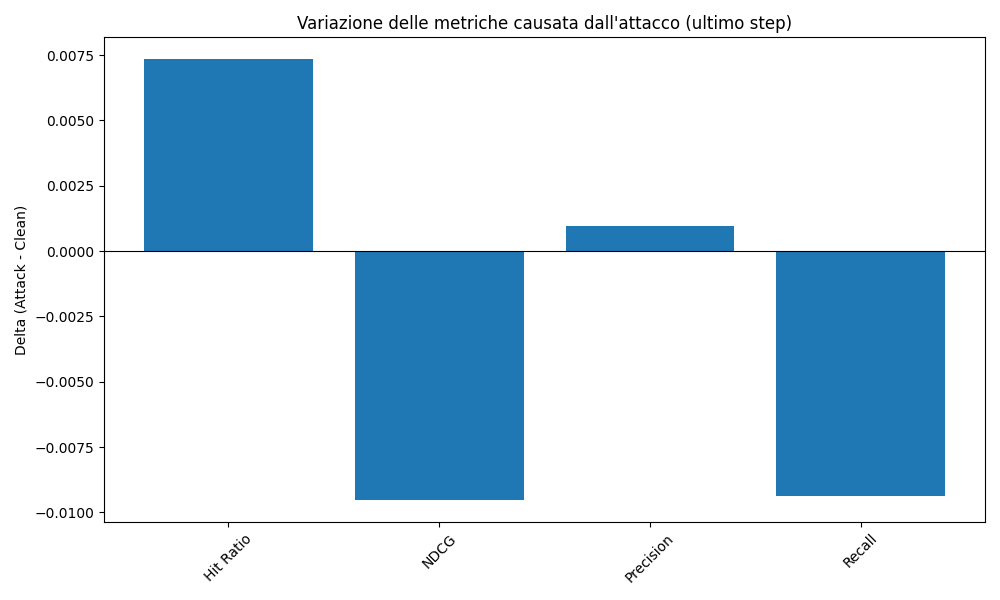 Variazione delle metriche causata dall'attacco (ultimo step)
Delta (Attack - Clean)
0.0075
0.0050
0.0025
0.0000
−0.0025
−0.0050
−0.0075
−0.0100
Hit Ratio
NDCG
Precision
Recall